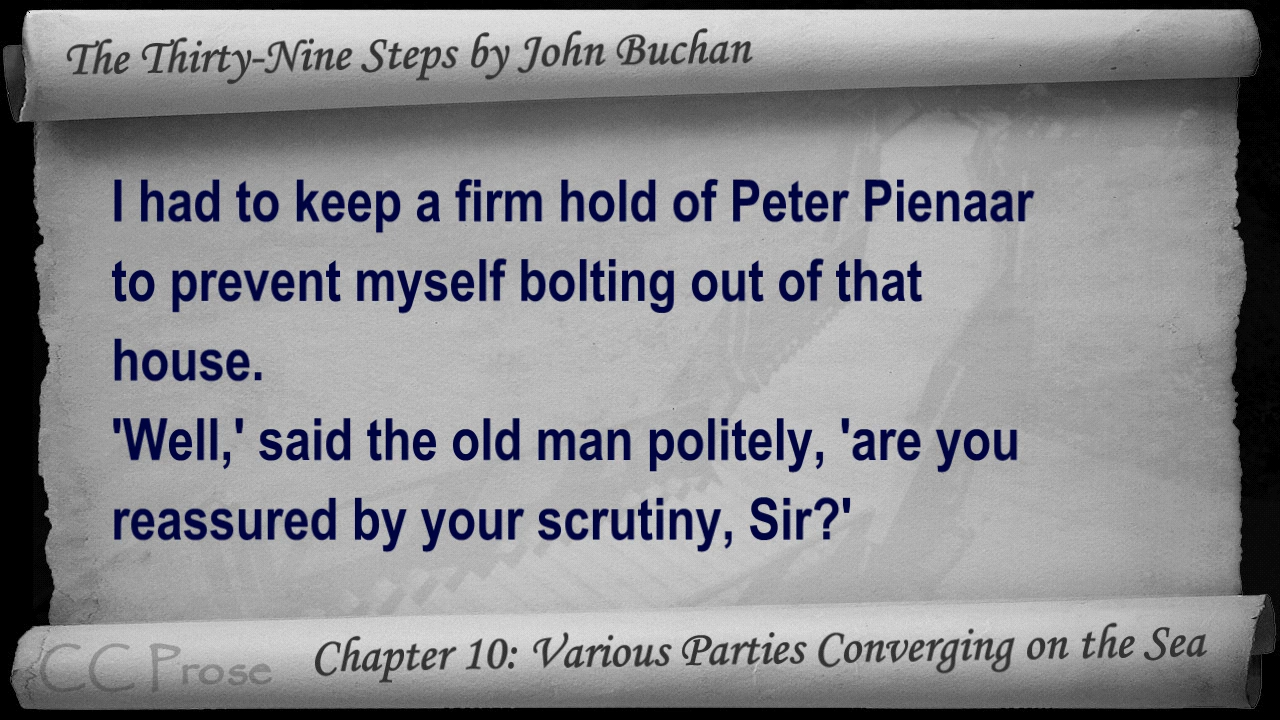 The Thirty-Nine Steps by John Buchan
I had to keep a firm hold of Peter Pienaar
to prevent myself bolting out of that
house.
'Well,' said the old man politely, 'are you
reassured by your scrutiny, Sir?'
CC Prose
Chapter 10: Various Parties Converging on the Sea